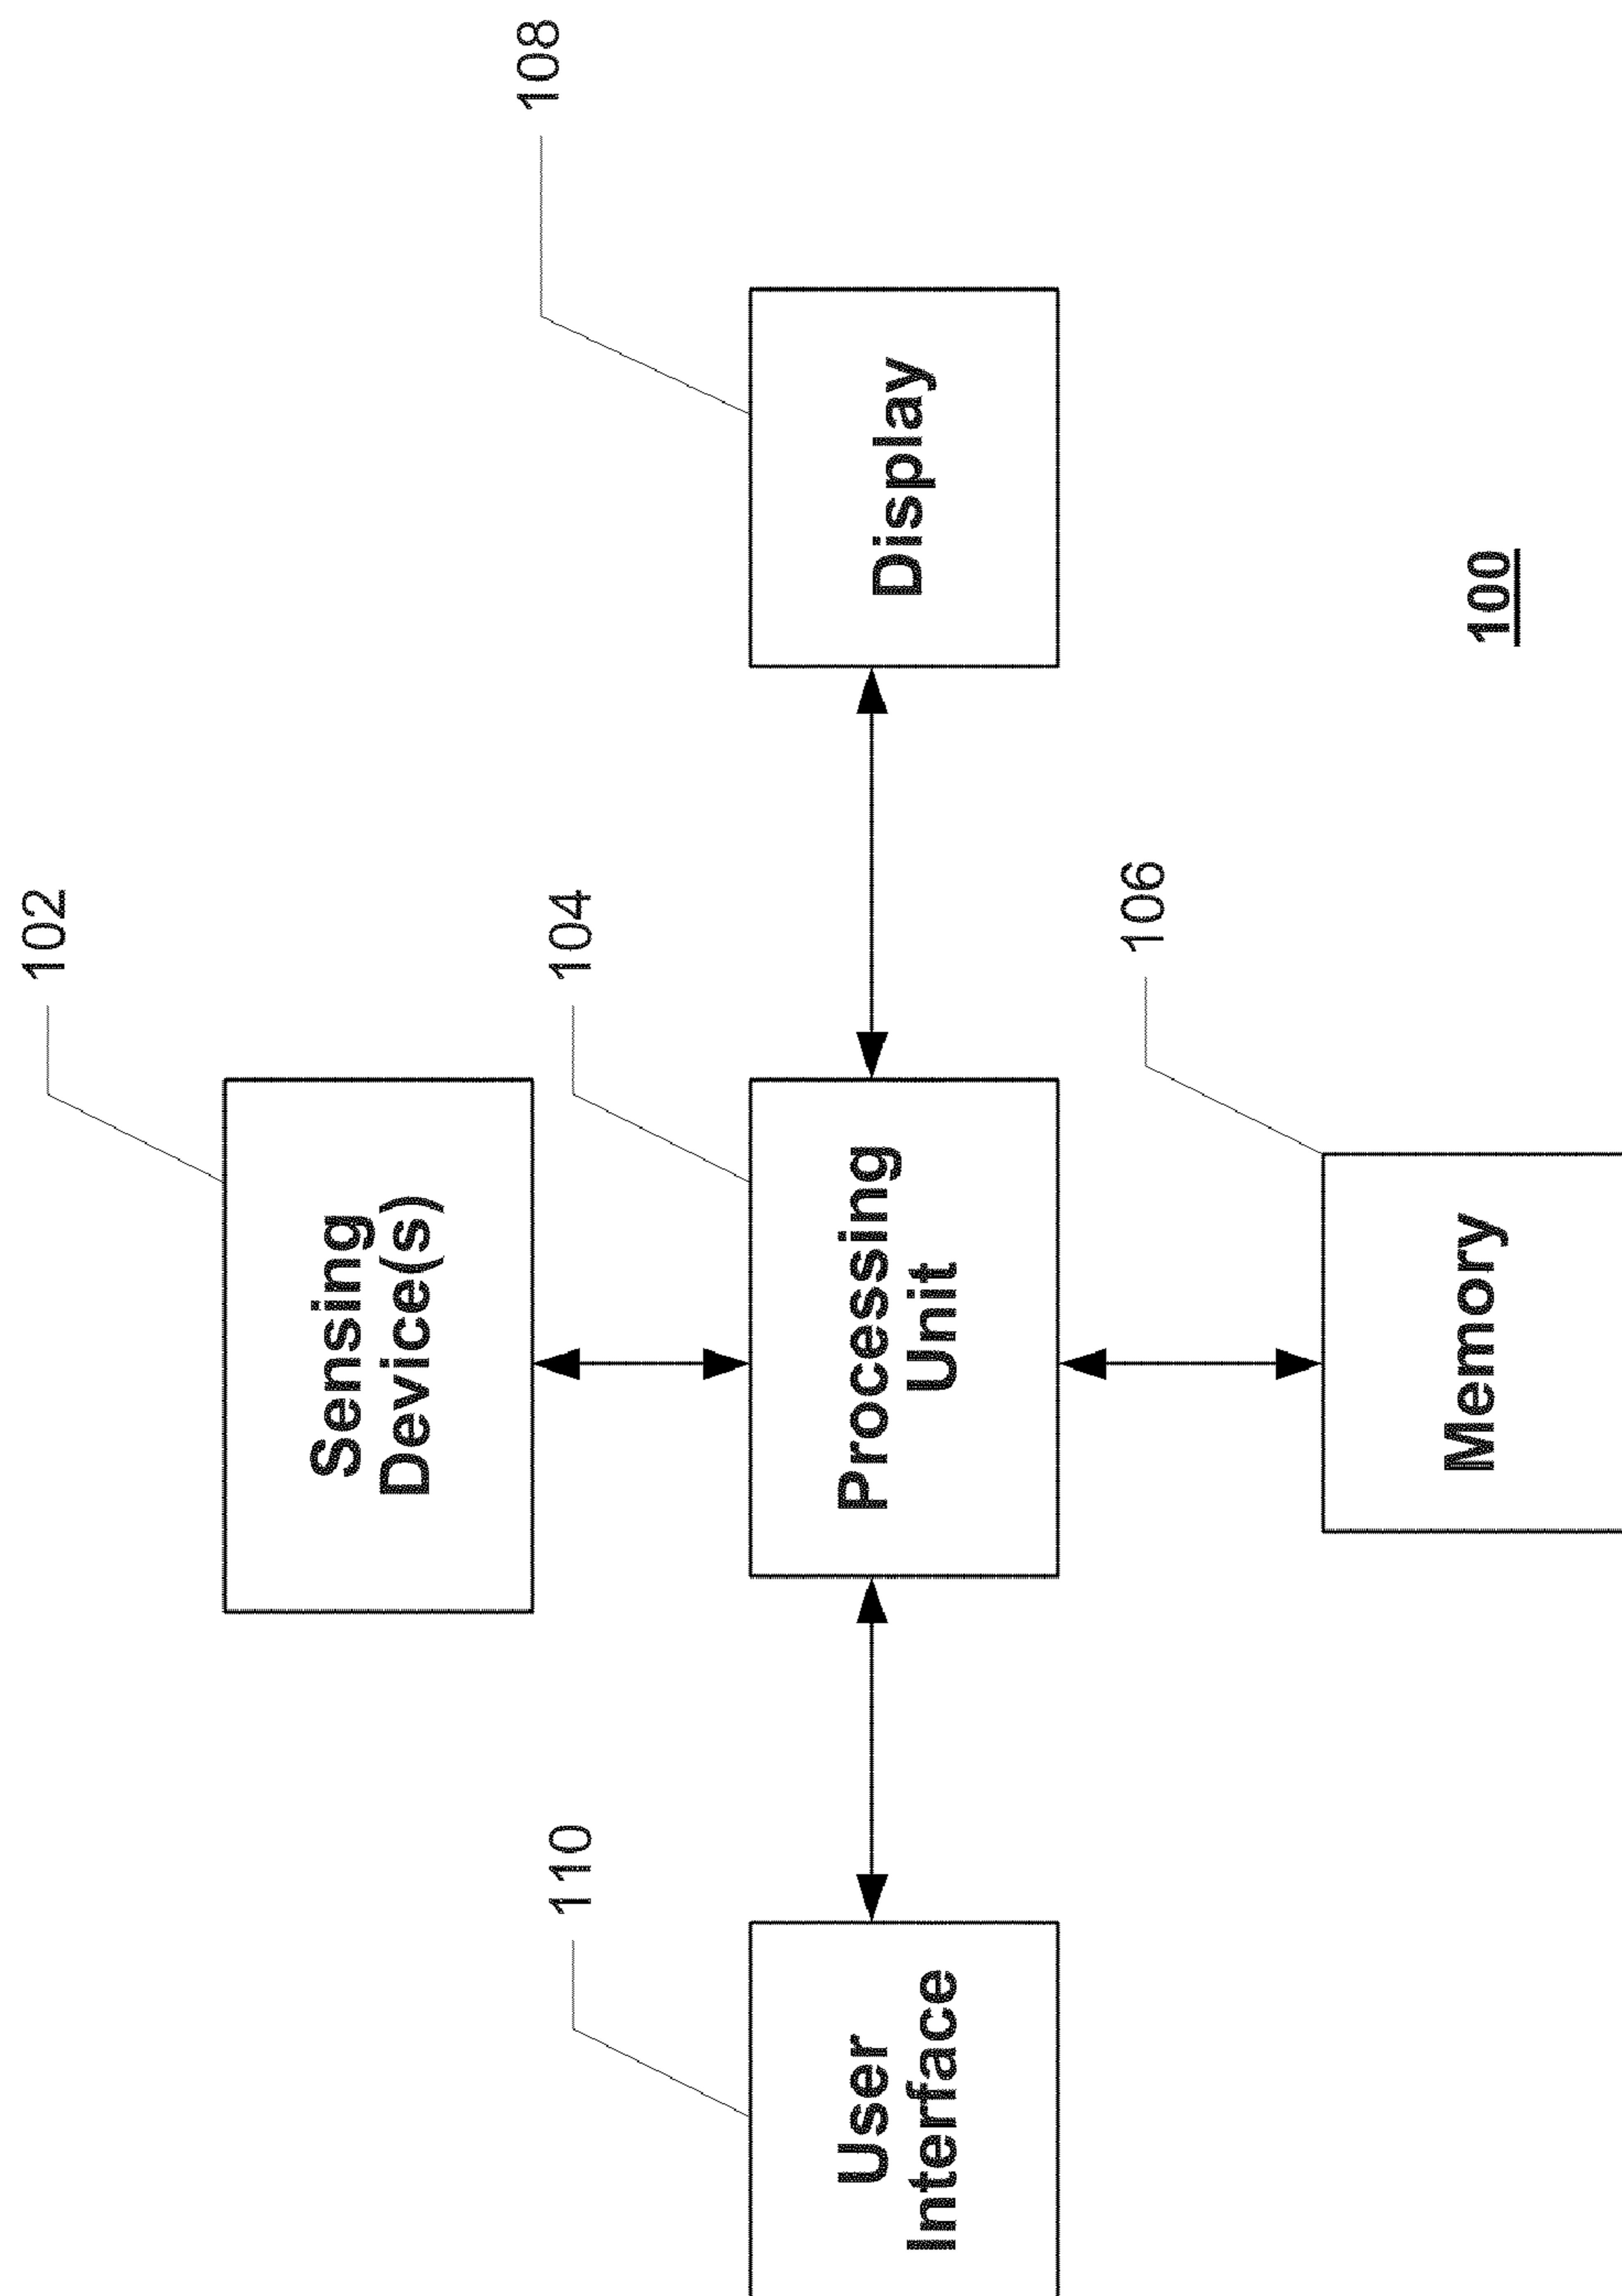 102
Sensing
Device(s)
110
104
108
User
Interface
Processing
Unit
Display
106
Memory
100